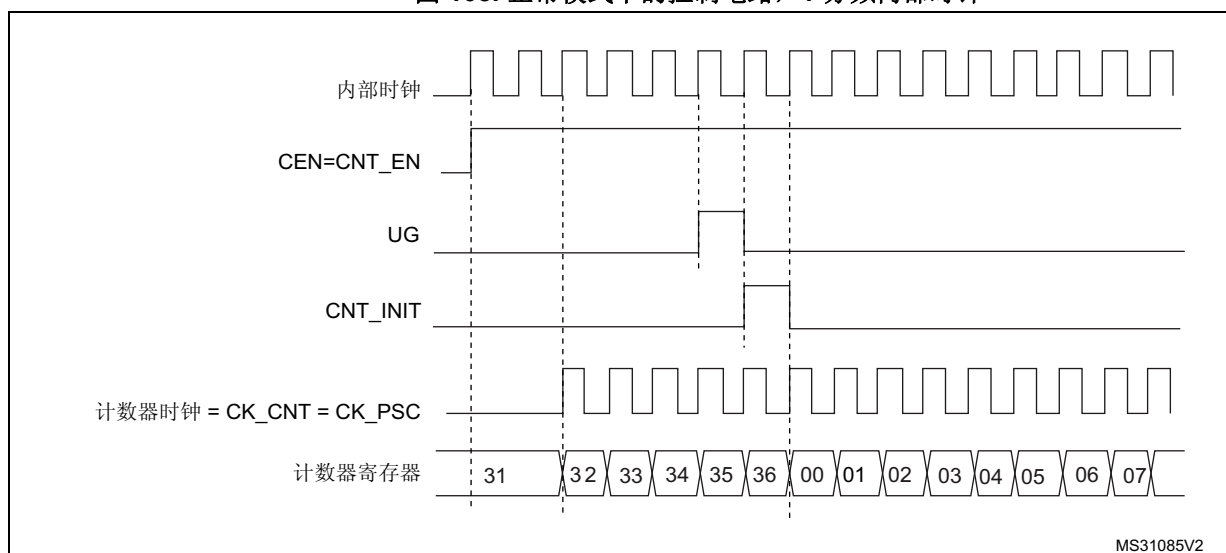 内部时钟
CEN=CNT_EN
UG
CNT_INIT
计数器时钟 = CK_CNT = CK_PSC
计数器寄存器
31 32 33 34 35 36 00 01 02 03 04 05 06 07
MS31085V2